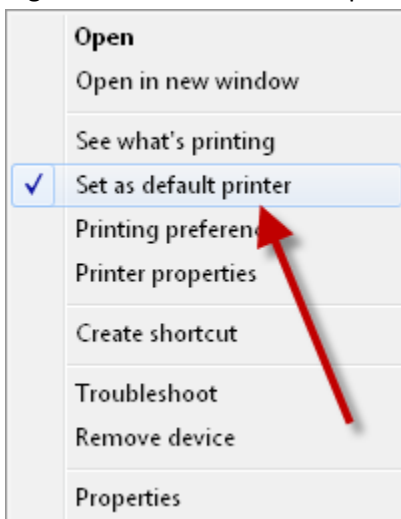 Open
Open in new window
See what's printing
Set as default printer
Printing
Printer properties
Create shortcut
Troubleshoot
Remove device
Properties